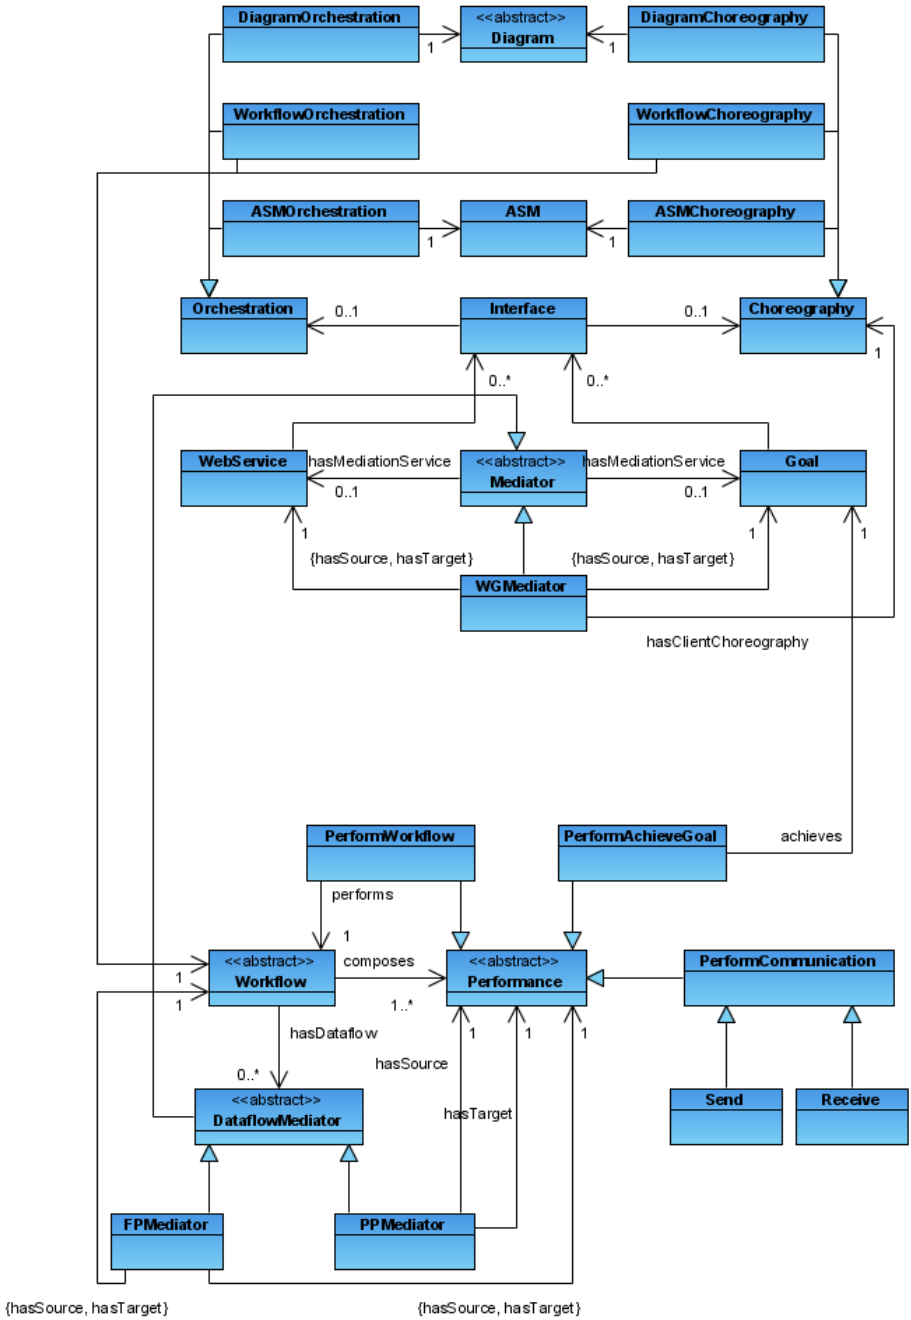 DiagramOrchestration
<<abstract>>
Diagram
DiagramChoreography
1
1
WorkflowOrchestration
WorkflowChoreography
ASMOrchestration
ASM
ASMChoreography
1
1
Orchestration
0..1
Interface
0..1
Choreography
1
0..*
0..*
WebService
hasMediationService
<<abstract>>
Mediator
hasMediationService
Goal
0..1
0..1
1
1
1
{hasSource, hasTarget}
{hasSource, hasTarget}
WGMediator
hasClientChoreography
PerformWorkflow
PerformAchieveGoal
achieves
performs
1
<<abstract>>
Workflow
composes
<<abstract>>
Performance
PerformCommunication
1
1
1..*
hasDataflow
1
1
1
hasSource
0..*
<<abstract>>
DataflowMediator
hasTarget
Send
Receive
FPMediator
PPMediator
{hasSource, hasTarget}
{hasSource, hasTarget}